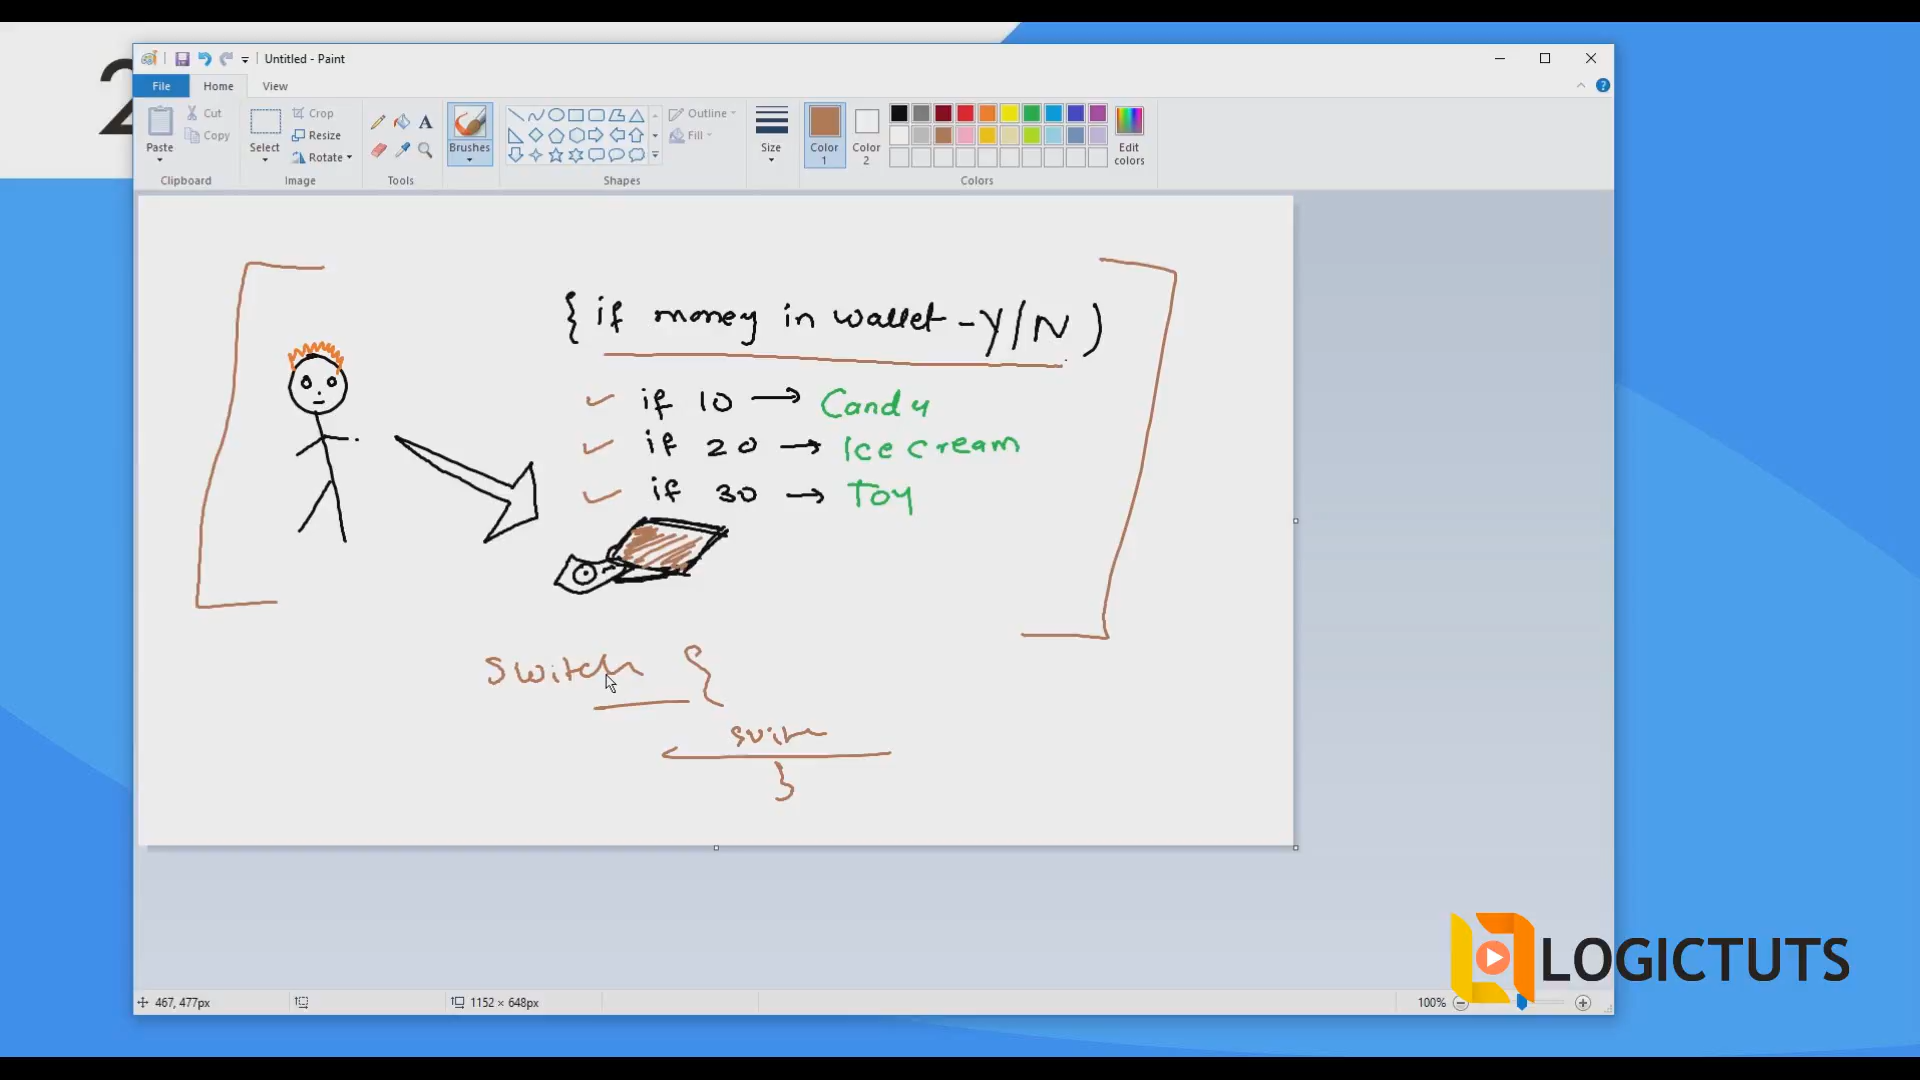 2
Untitled - Paint
File Home View
Paste
Cut
Copy
Clipboard
Select
Crop
Resize
Rotate
Image
A
Tools
Brushes
Outline
Fill
Shapes
Size
Color 1
Color 2
Edit colors
Colors
{ if money in wallet - Y/N )
if 10 → Candy
if 20 → Ice cream
if 30 → Toy
Switch {
}
467, 477px
1152 × 648px
100%
LOGICTUTS